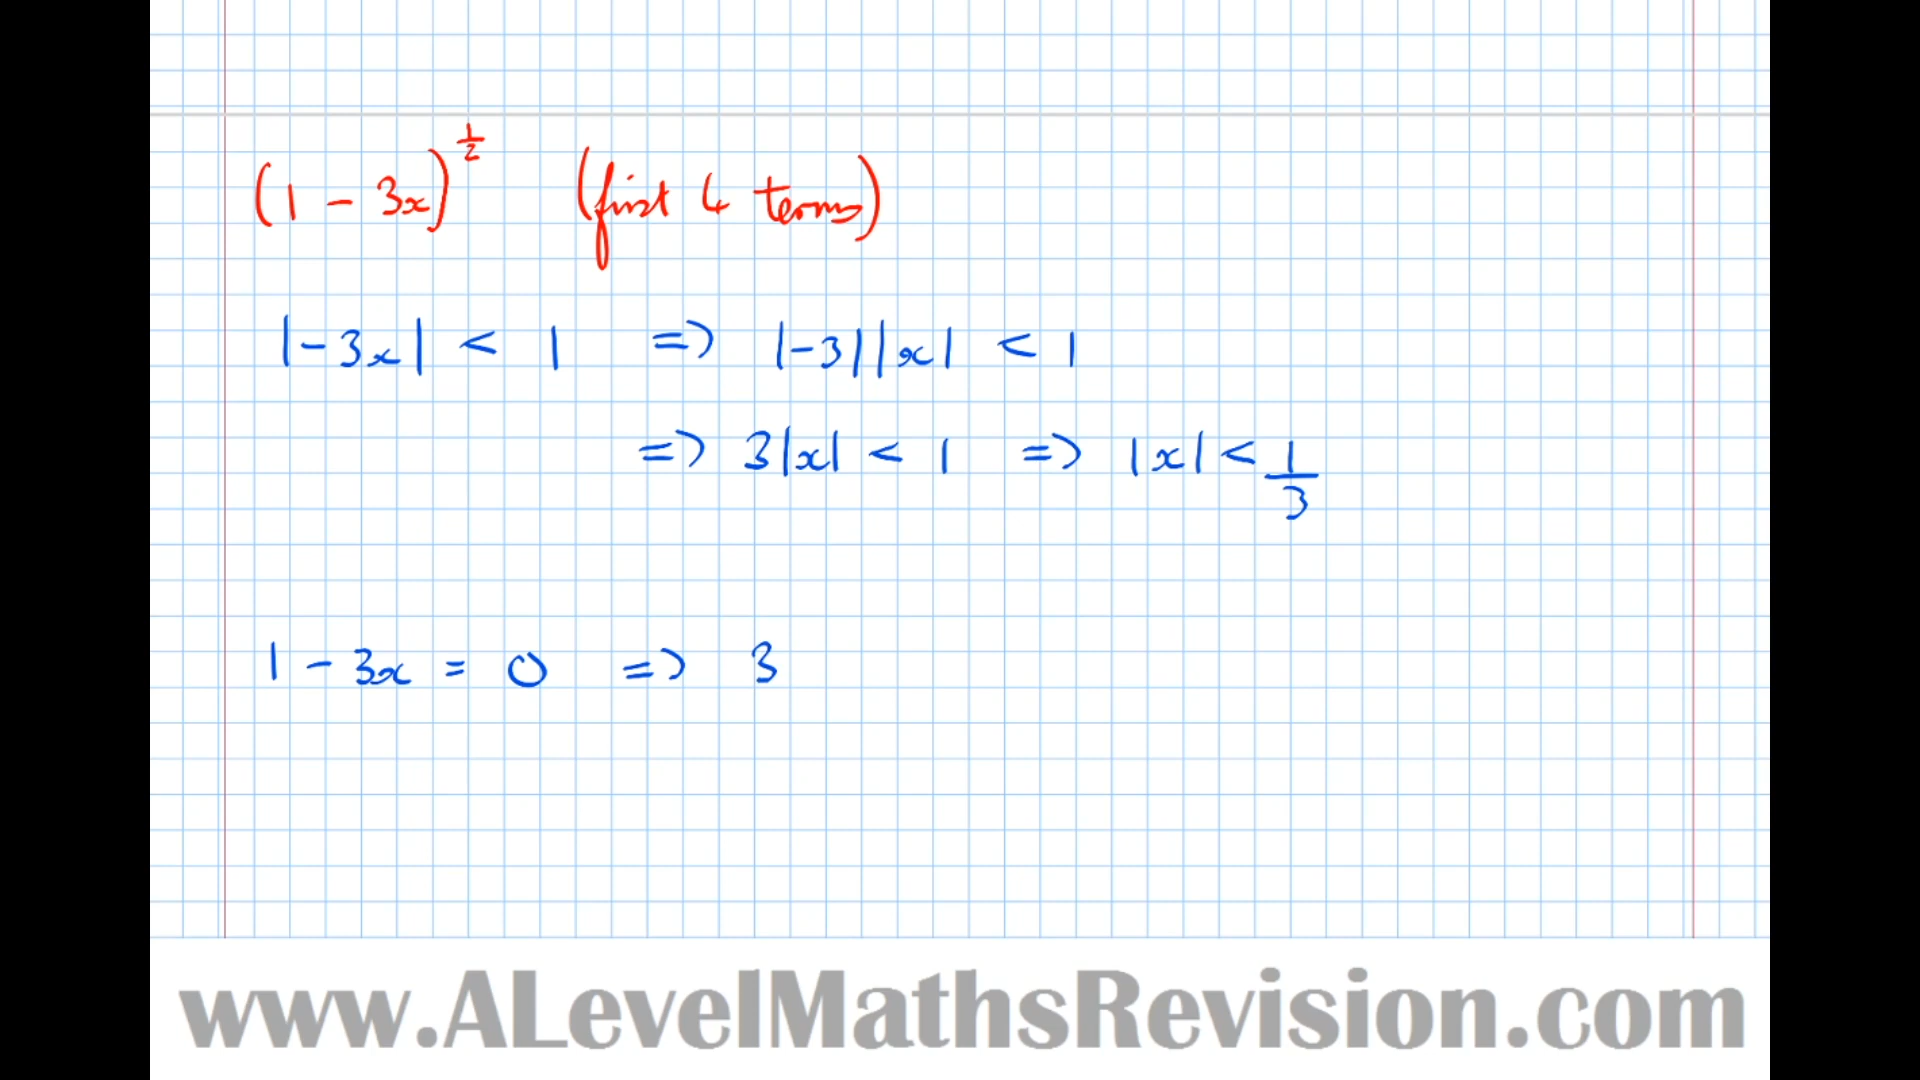 (1 - 3x)^½ (first 4 terms)
|-3x| < 1 => |-3||x| < 1
=> 3|x| < 1 => |x| < 1/3
1 - 3x = 0 => 3
www.ALevelMathsRevision.com